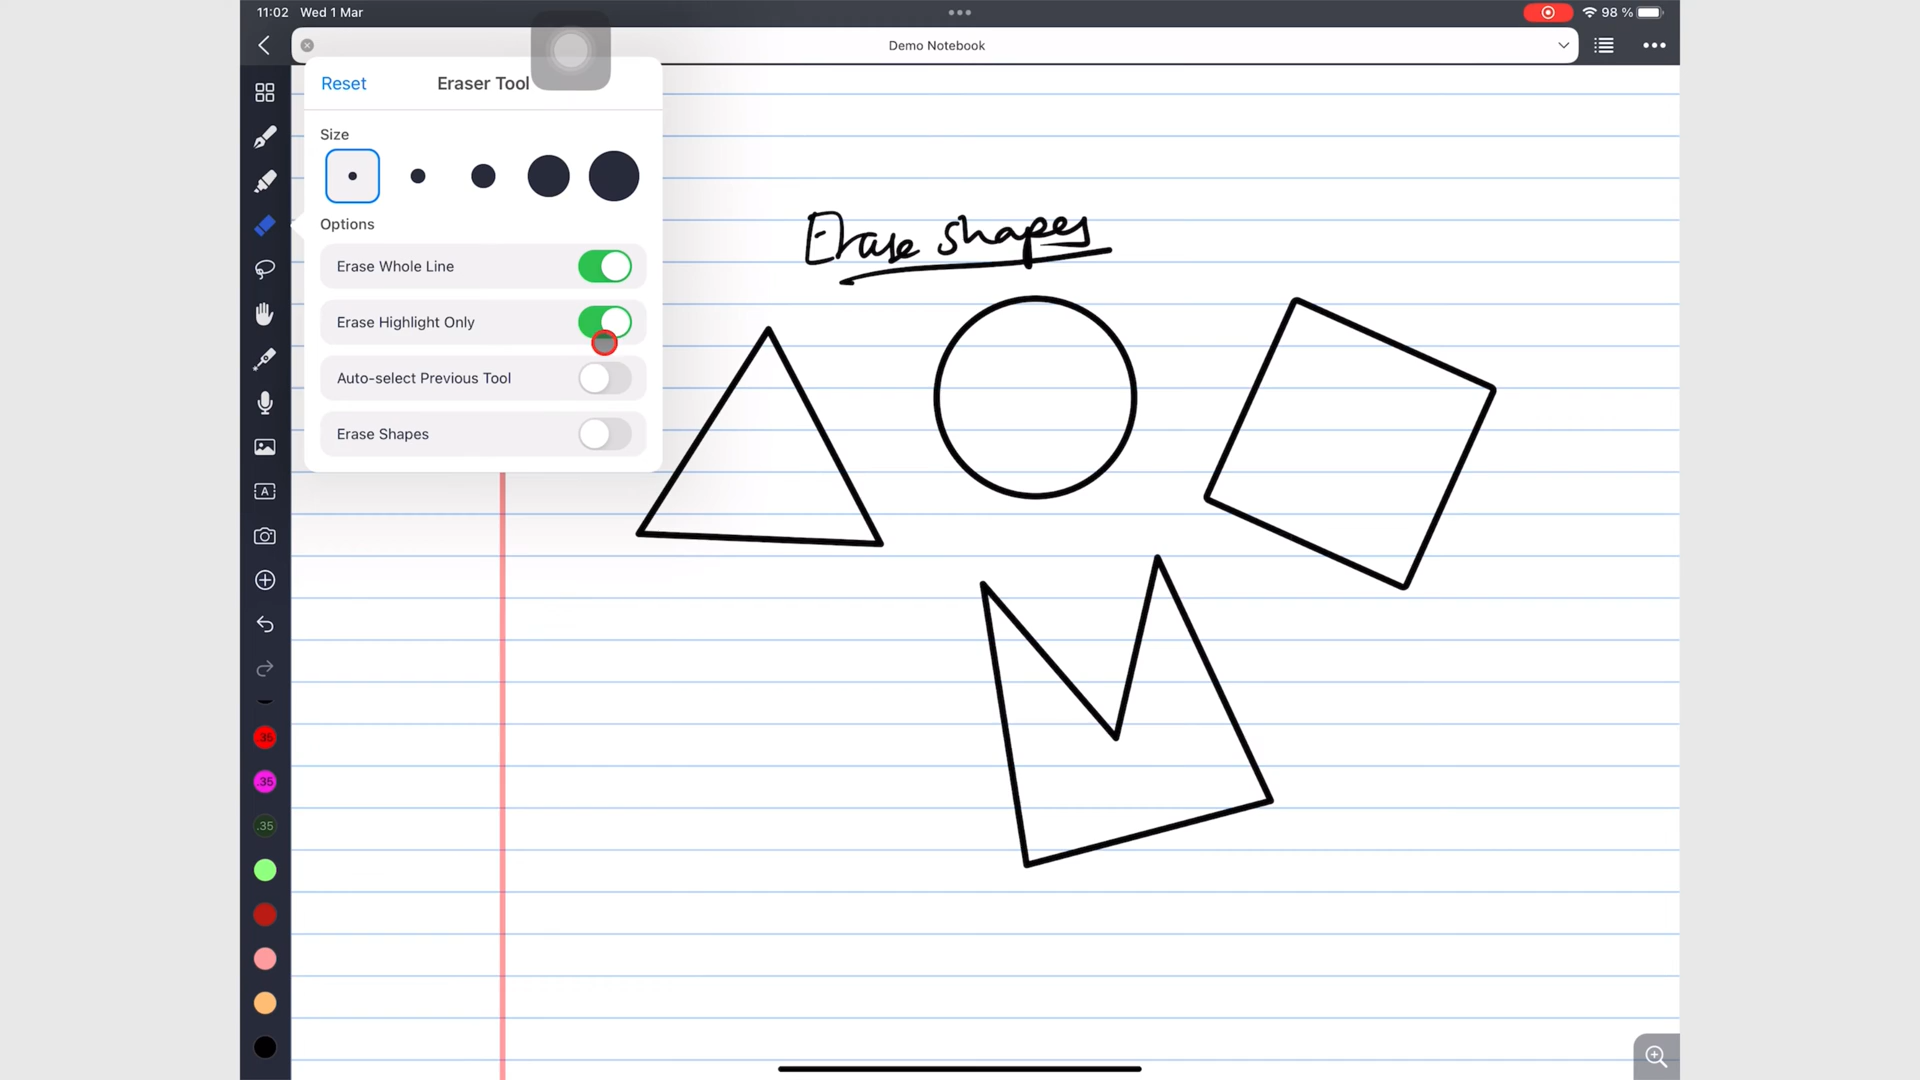 11:02 Wed 1 Mar
98 %
Demo Notebook
Reset
Eraser Tool
Size
Options
Erase Whole Line
Erase Highlight Only
Auto-select Previous Tool
Erase Shapes
Erase shapes
A
.35
.35
.35